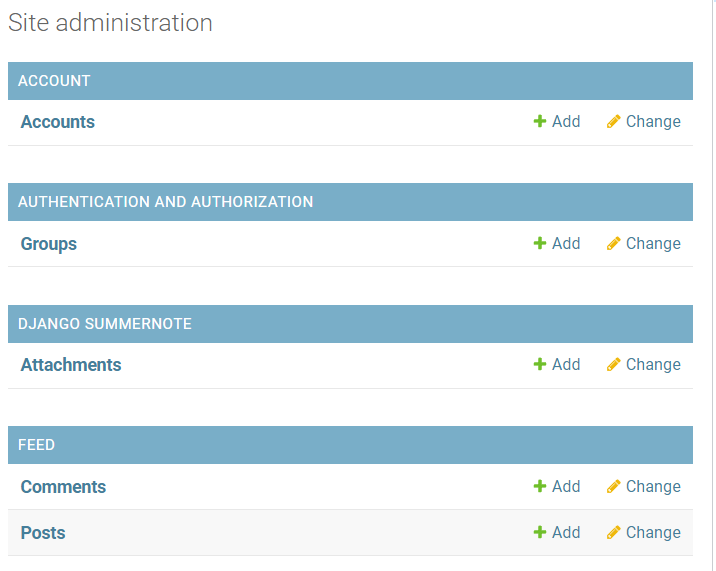 Site administration
ACCOUNT
Accounts Add Change
AUTHENTICATION AND AUTHORIZATION
Groups Add Change
DJANGO SUMMERNOTE
Attachments Add Change
FEED
Comments Add Change
Posts Add Change